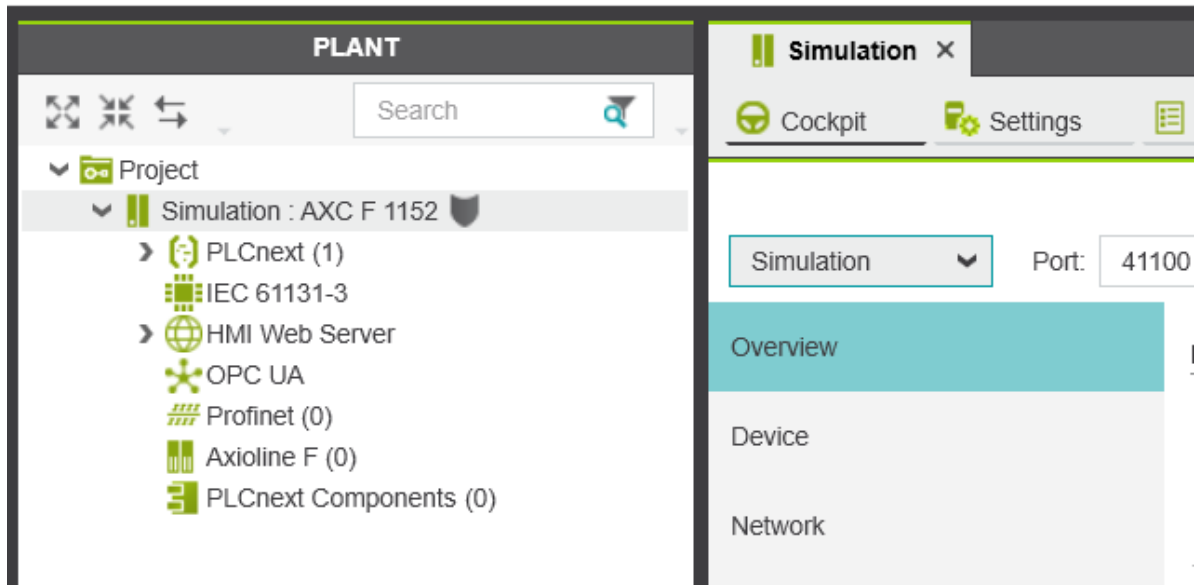 PLANT
Search
Project
Simulation : AXC F 1152
PLCnext (1)
IEC 61131-3
HMI Web Server
OPC UA
Profinet (0)
Axioline F (0)
PLCnext Components (0)
Simulation
Cockpit Settings
Simulation Port: 41100
Overview
Device
Network